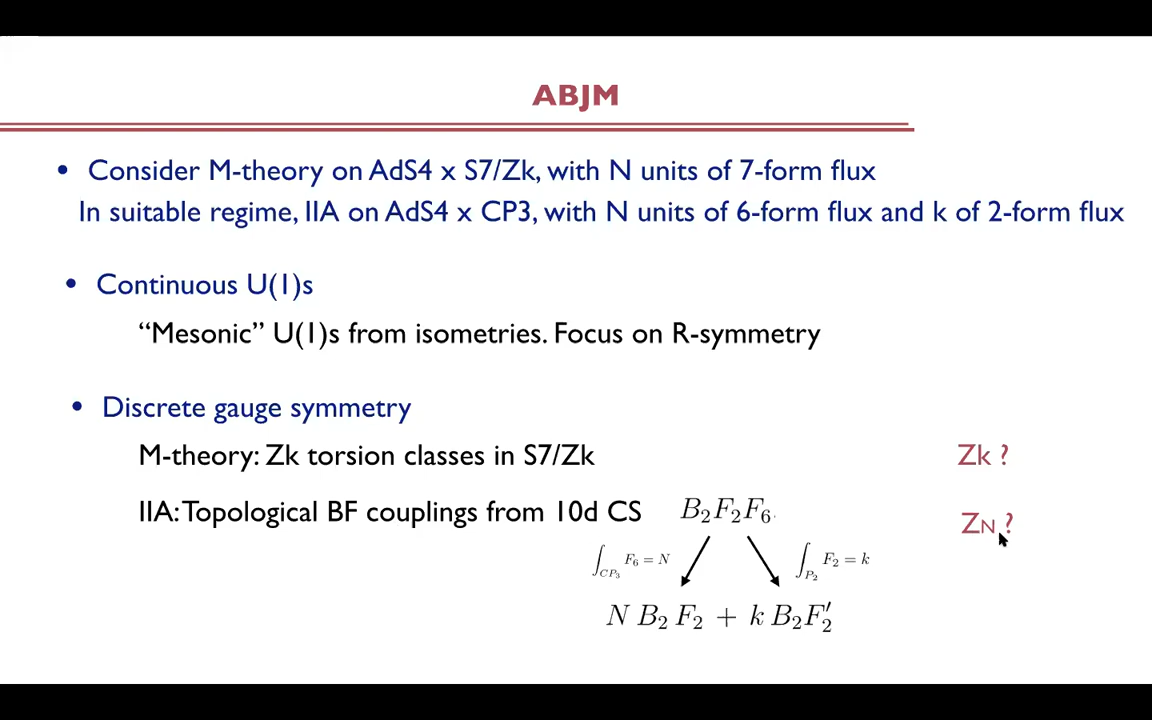 ABJM
• Consider M-theory on AdS4 x S7/Zk, with N units of 7-form flux
In suitable regime, IIA on AdS4 x CP3, with N units of 6-form flux and k of 2-form flux
• Continuous U(1)s
“Mesonic” U(1)s from isometries. Focus on R-symmetry
• Discrete gauge symmetry
M-theory: Zk torsion classes in S7/Zk Zk ?
IIA: Topological BF couplings from 10d CS B₂F₂F₆ ZN ?
∫_{CP₃} F₆ = N ∫_{P₂} F₂ = k
N B₂ F₂ + k B₂F₂′